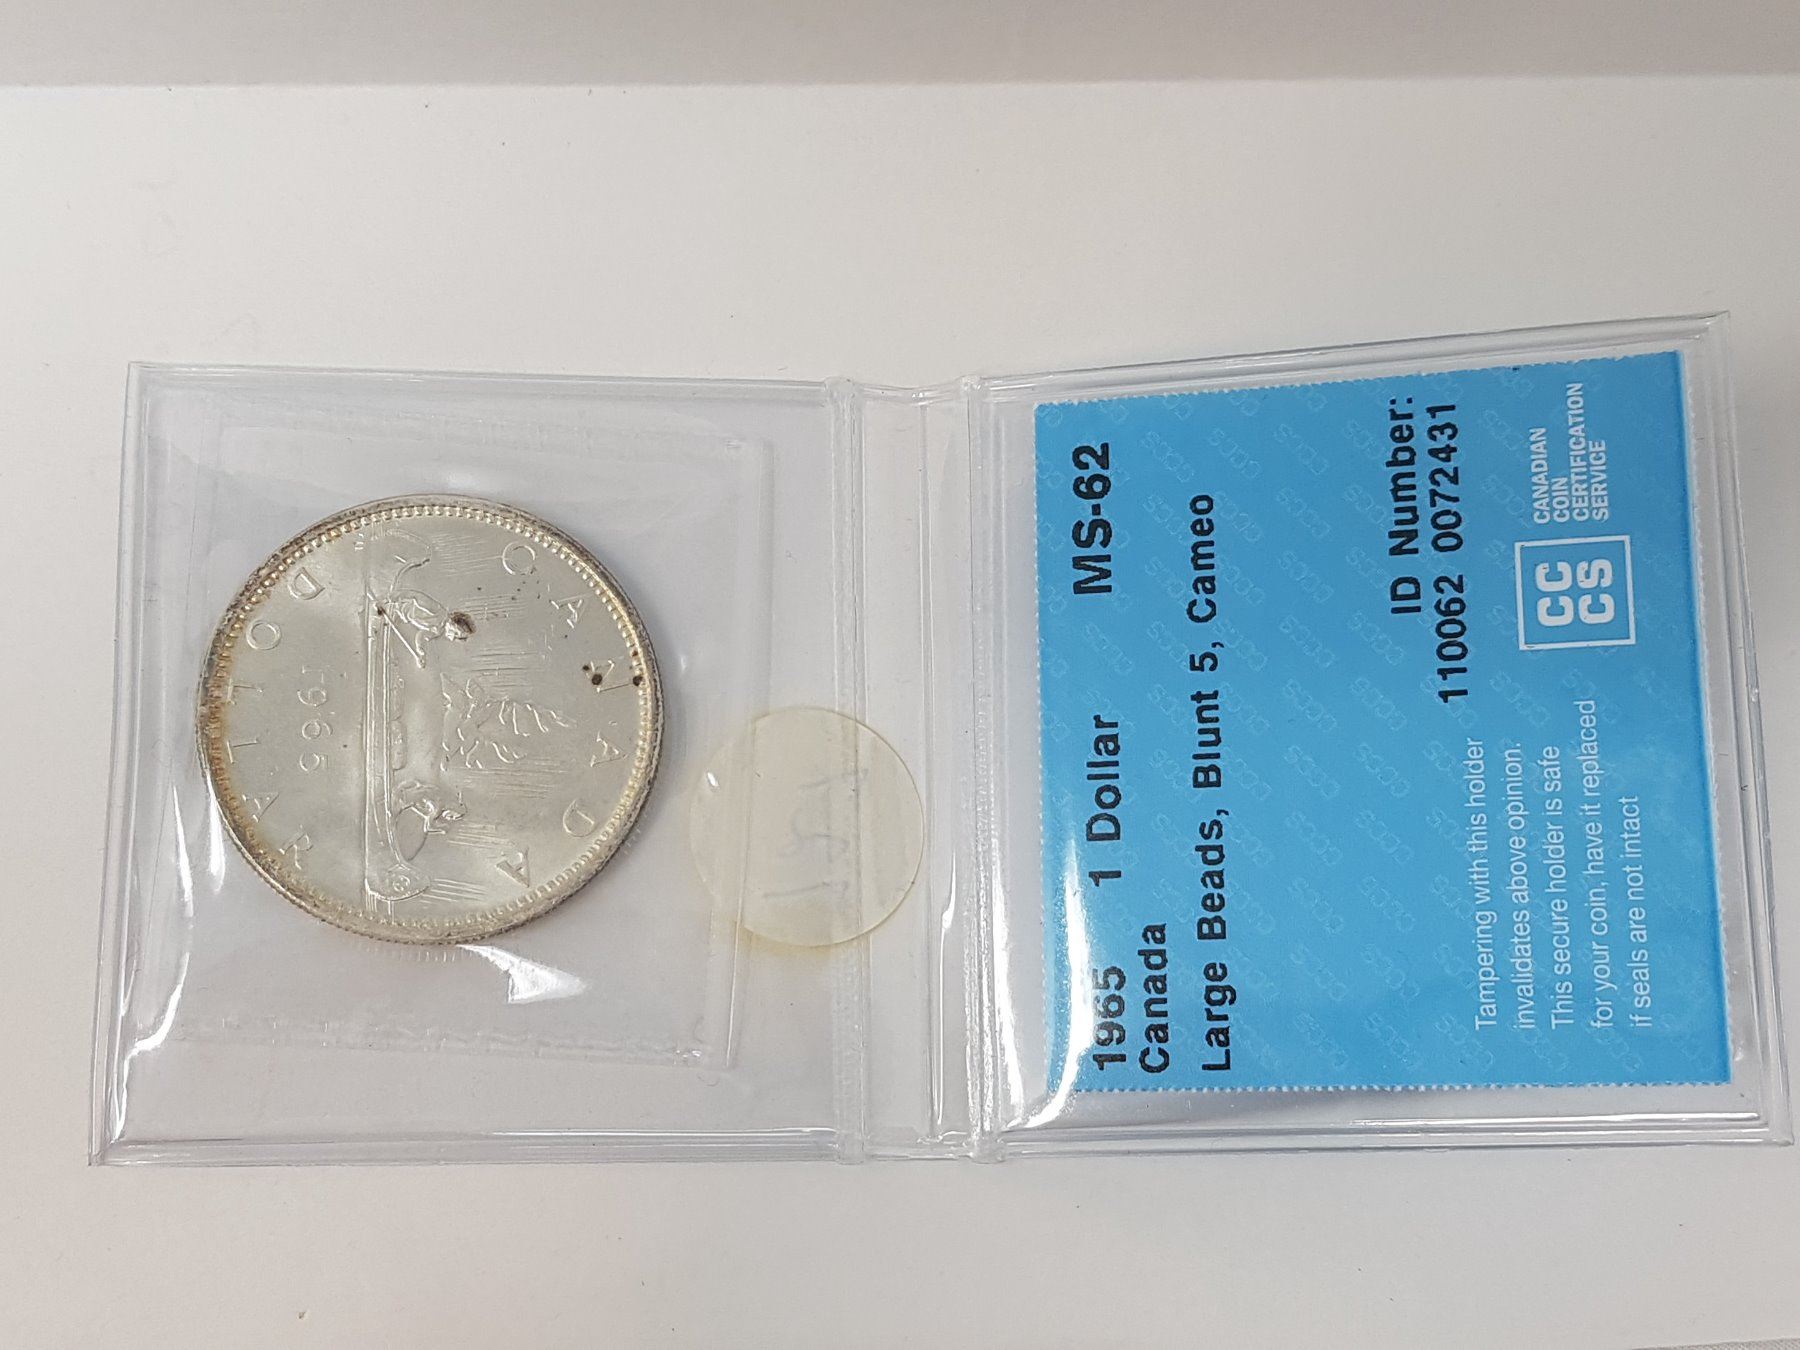 1965 1 Dollar MS-62
Canada
Large Beads, Blunt 5, Cameo
ID Number:
110062 0072431
Tampering with this holder
invalidates above opinion.
This secure holder is safe
for your coin, have it replaced
if seals are not intact
CC
CS
CANADIAN
COIN
CERTIFICATION
SERVICE
CANADA
1965
DOLLAR